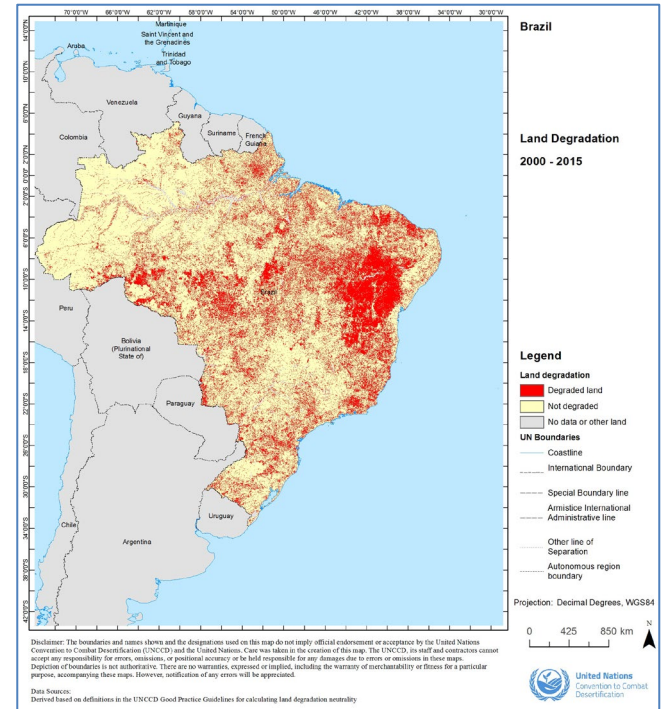 70°0'0"W 60°0'0"W 50°0'0"W 46°0'0"W 42°0'0"W 38°0'0"W 34°0'0"W 30°0'0"W
Brazil
Land Degradation
2000 - 2015
Martinique
Saint Vincent and
the Grenadines
Aruba
Trinidad
and Tobago
Venezuela
Guyana
Suriname
French
Guiana
Colombia
Brazil
Peru
Bolivia
(Plurinational
State of)
Paraguay
Uruguay
Chile
Argentina
Legend
Land degradation
Degraded land
Not degraded
No data or other land
UN Boundaries
Coastline
International Boundary
Special Boundary line
Armistice International
Administrative line
Other line of
Separation
Autonomous region
boundary
Projection: Decimal Degrees, WGS84
0 425 850 km
N
United Nations
Convention to Combat
Desertification
Disclaimer: The boundaries and names shown and the designations used on this map do not imply official endorsement or acceptance by the United Nations
Convention to Combat Desertification (UNCCD) and the United Nations. Care was taken in the creation of this map. The UNCCD, its staff and contractors cannot
accept any responsibility for errors, omissions, or positional accuracy or be held responsible for any damages due to errors or omissions in these maps.
Depiction of boundaries is not authoritative. There are no warranties, expressed or implied, including the warranty of merchantability or fitness for a particular
purpose, accompanying these maps. However, notification of any errors will be appreciated.
Data Sources:
Derived based on definitions in the UNCCD Good Practice Guidelines for calculating land degradation neutrality